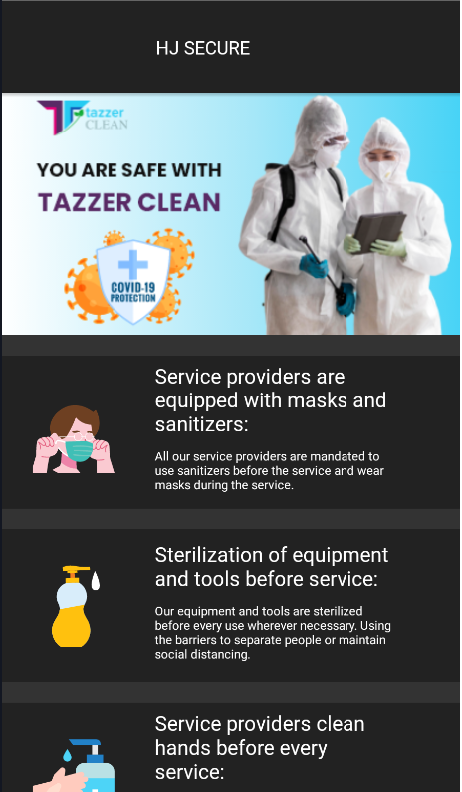 HJ SECURE
tazzer
CLEAN
YOU ARE SAFE WITH
TAZZER CLEAN
COVID-19
PROTECTION
Service providers are
equipped with masks and
sanitizers:
All our service providers are mandated to
use sanitizers before the service and wear
masks during the service.
Sterilization of equipment
and tools before service:
Our equipment and tools are sterilized
before every use wherever necessary. Using
the barriers to separate people or maintain
social distancing.
Service providers clean
hands before every
service: